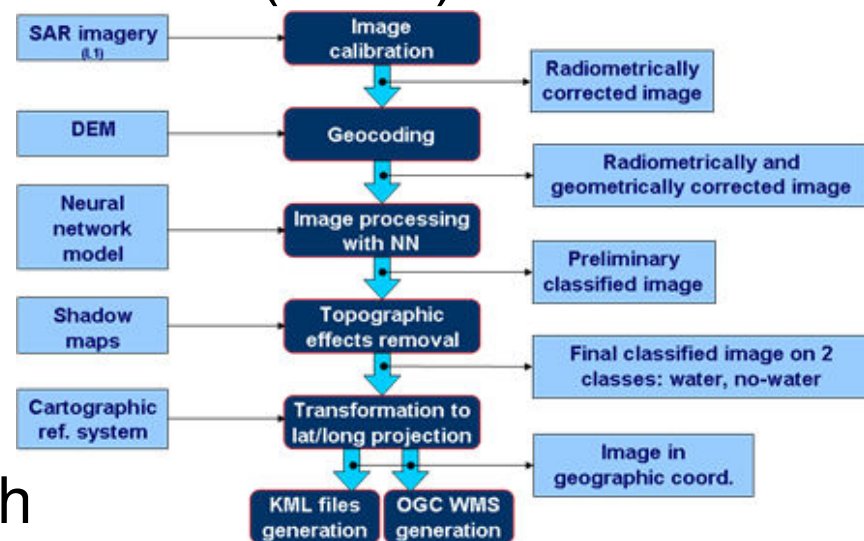 SAR imagery
(L1)
Image
calibration
Radiometrically
corrected image
DEM
Geocoding
Radiometrically and
geometrically corrected image
Neural
network
model
Image processing
with NN
Preliminary
classified image
Shadow
maps
Topographic
effects removal
Final classified image on 2
classes: water, no-water
Cartographic
ref. system
Transformation to
lat/long projection
Image in
geographic coord.
h
KML files
generation
OGC WMS
generation